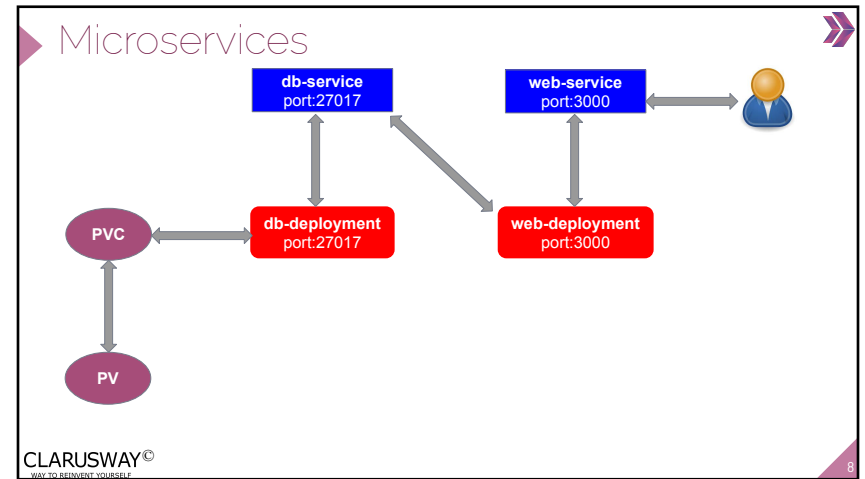 Microservices
db-service
port:27017
web-service
port:3000
db-deployment
port:27017
web-deployment
port:3000
PVC
PV
CLARUSWAY©
WAY TO REINVENT YOURSELF
8